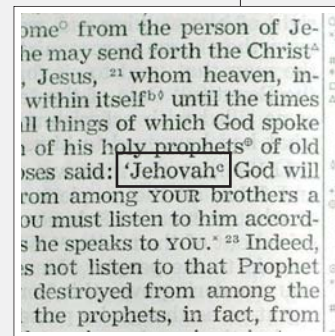 ome° from the person of Je-
he may send forth the Christ^Δ
, Jesus, ²¹ whom heaven, in-
within itself^b◊ until the times
ll things of which God spoke
h of his holy prophets^⊕ of old
oses said: ‘Jehovah^c God will
rom among YOUR brothers a
OU must listen to him accord-
s he speaks to YOU.* ²³ Indeed,
s not listen to that Prophet
destroyed from among the
the prophets, in fact, from